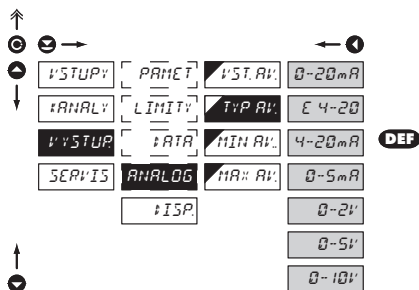 VSTUPY PAMET VST. AV. 0-20mA
KANALY LIMITY TYP AV. E 4-20
VYSTUP. DATA MIN AV. 4-20mA DEF
SERVIS ANALOG MAX AV. 0-5mA
DISP. 0-2V
0-5V
0-10V